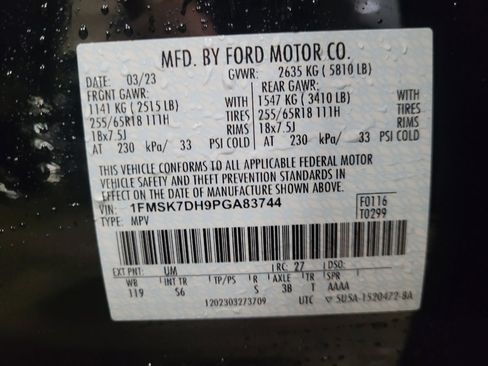 MFD. BY FORD MOTOR CO.
DATE: 03/23 GVWR: 2635 KG ( 5810 LB)
FRONT GAWR: REAR GAWR:
1141 KG ( 2515 LB) WITH 1547 KG ( 3410 LB) WITH
255/65R18 111H TIRES 255/65R18 111H TIRES
18x7.5J RIMS 18x7.5J RIMS
AT 230 kPa/ 33 PSI COLD AT 230 kPa/ 33 PSI COLD
THIS VEHICLE CONFORMS TO ALL APPLICABLE FEDERAL MOTOR
VEHICLE SAFETY AND THEFT PREVENTION STANDARDS IN
EFFECT ON THE DATE OF MANUFACTURE SHOWN ABOVE.
VIN: 1FMSK7DH9PGA83744 F0116
TYPE: MPV T0299
EXT PNT: UM RC: 27 DSO:
WB INT TR TP/PS R AXLE TR SPR
119 S6 S 3B T AAAA
1202303273709 UTC